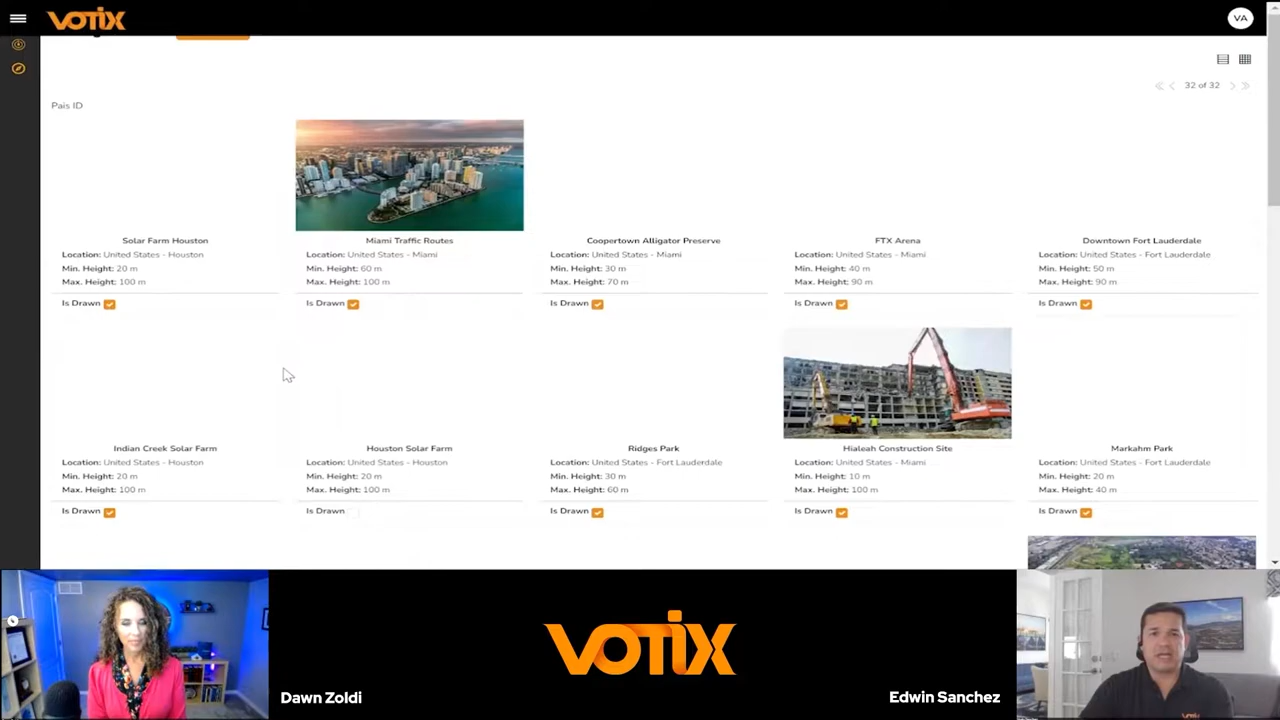 VOTIX
VA
32 of 32
Pais ID
Solar Farm Houston
Location: United States - Houston
Min. Height: 20 m
Max. Height: 100 m
Is Drawn
Miami Traffic Routes
Location: United States - Miami
Min. Height: 60 m
Max. Height: 100 m
Is Drawn
Coopertown Alligator Preserve
Location: United States - Miami
Min. Height: 30 m
Max. Height: 70 m
Is Drawn
FTX Arena
Location: United States - Miami
Min. Height: 40 m
Max. Height: 90 m
Is Drawn
Downtown Fort Lauderdale
Location: United States - Fort Lauderdale
Min. Height: 50 m
Max. Height: 90 m
Is Drawn
Indian Creek Solar Farm
Location: United States - Houston
Min. Height: 20 m
Max. Height: 100 m
Is Drawn
Houston Solar Farm
Location: United States - Houston
Min. Height: 20 m
Max. Height: 100 m
Is Drawn
Ridges Park
Location: United States - Fort Lauderdale
Min. Height: 30 m
Max. Height: 60 m
Is Drawn
Hialeah Construction Site
Location: United States - Miami
Min. Height: 10 m
Max. Height: 100 m
Is Drawn
Markahm Park
Location: United States - Fort Lauderdale
Min. Height: 20 m
Max. Height: 40 m
Is Drawn
Dawn Zoldi
VOTIX
Edwin Sanchez
VOTIX